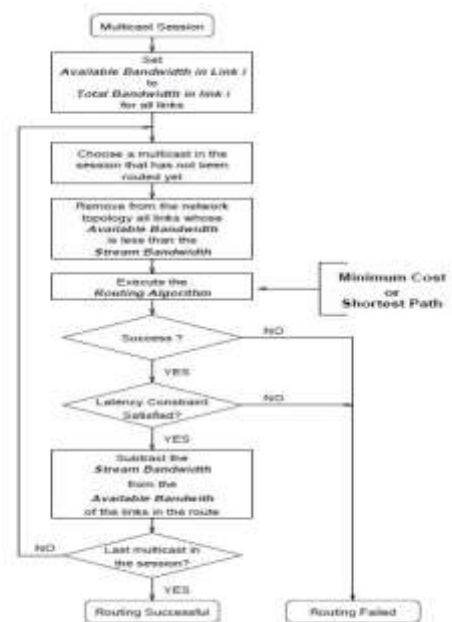 Multicast Session
Set
Available Bandwidth in Link i
to
Total Bandwidth in link i
for all links
Choose a multicast in the
session that has not been
routed yet
Remove from the network
topology all links whose
Available Bandwidth
is less than the
Stream Bandwidth
Execute the
Routing Algorithm
Minimum Cost
or
Shortest Path
Success ?
NO
YES
Latency Constraint
Satisfied?
NO
YES
Subtract the
Stream Bandwidth
from the
Available Bandwith
of the links in the route
Last multicast in
the session?
NO
YES
Routing Successful
Routing Failed